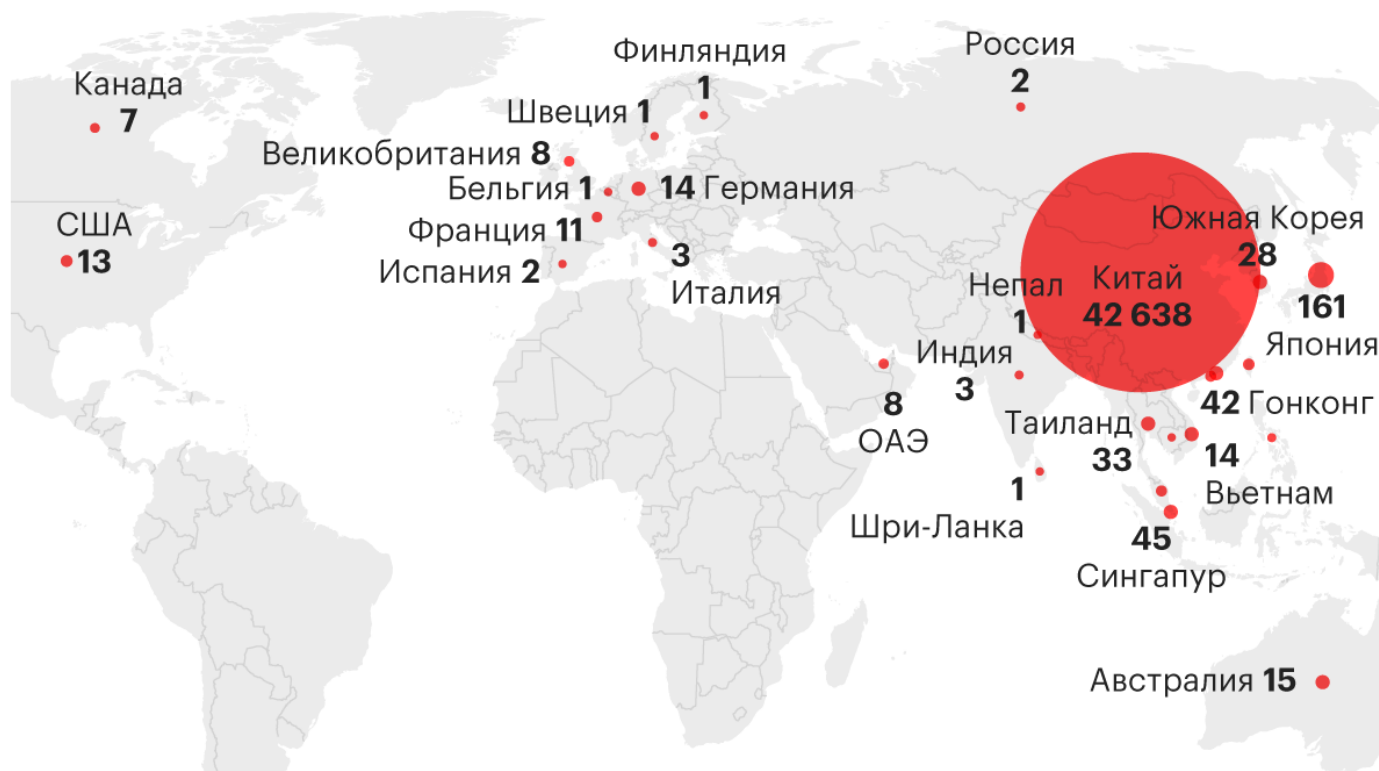 Финляндия
1
Россия
2
Канада
7
Швеция 1
Великобритания 8
Бельгия 1
14 Германия
США
13
Франция 11
Испания 2
3
Италия
Южная Корея
28
Непал
1
Китай
42 638
161
Япония
Индия
3
8
ОАЭ
42 Гонконг
Таиланд
33
14
Вьетнам
1
Шри-Ланка
45
Сингапур
Австралия 15